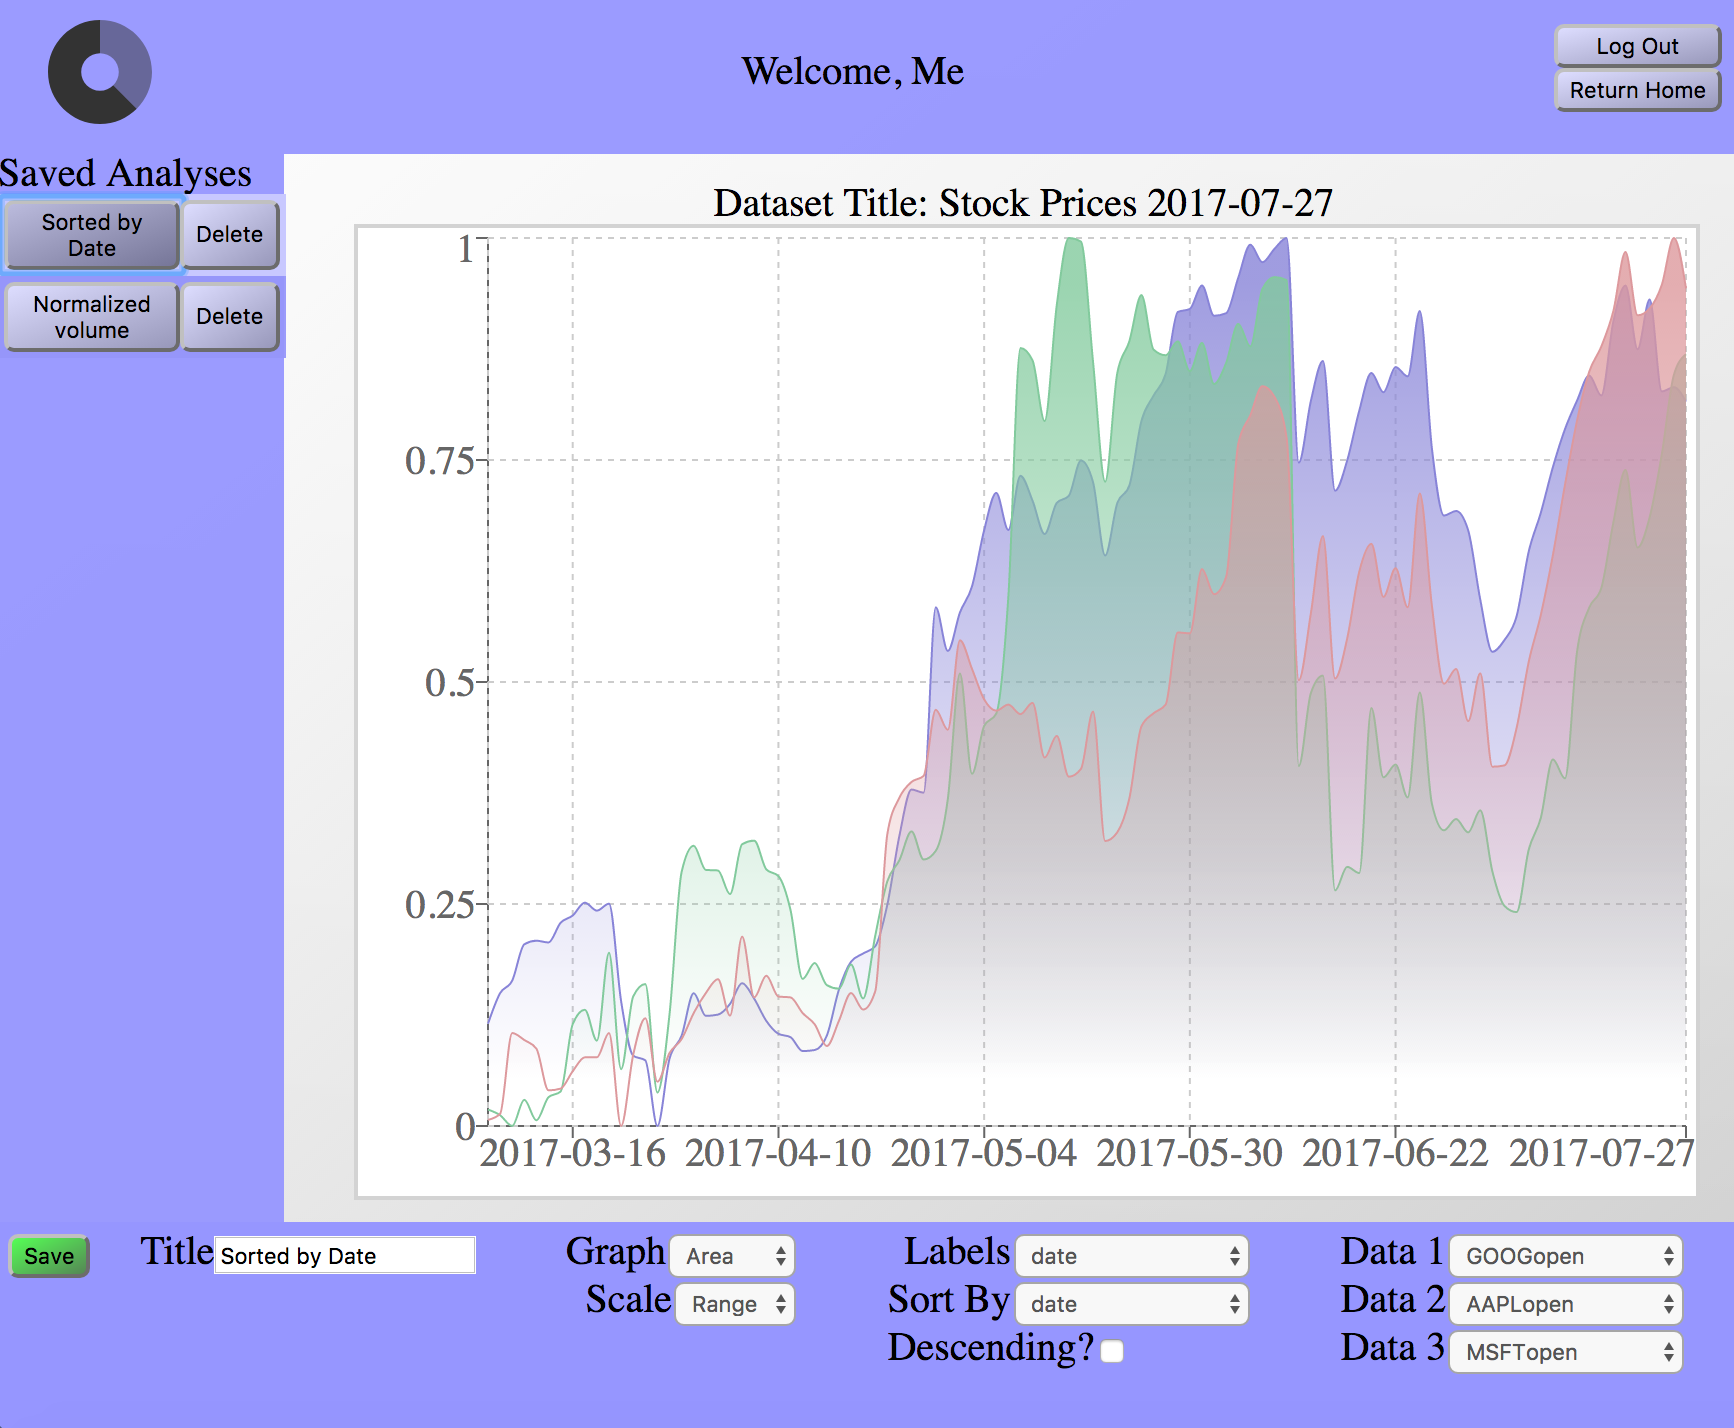 Welcome, Me
Log Out
Return Home
Saved Analyses
Sorted by
Date
Delete
Normalized
volume
Delete
Dataset Title: Stock Prices 2017-07-27
1
0.75
0.5
0.25
0
2017-03-16 2017-04-10 2017-05-04 2017-05-30 2017-06-22 2017-07-27
Save Title Sorted by Date Graph Area Labels date Data 1 GOOGopen
Scale Range Sort By date Data 2 AAPLopen
Descending? Data 3 MSFTopen